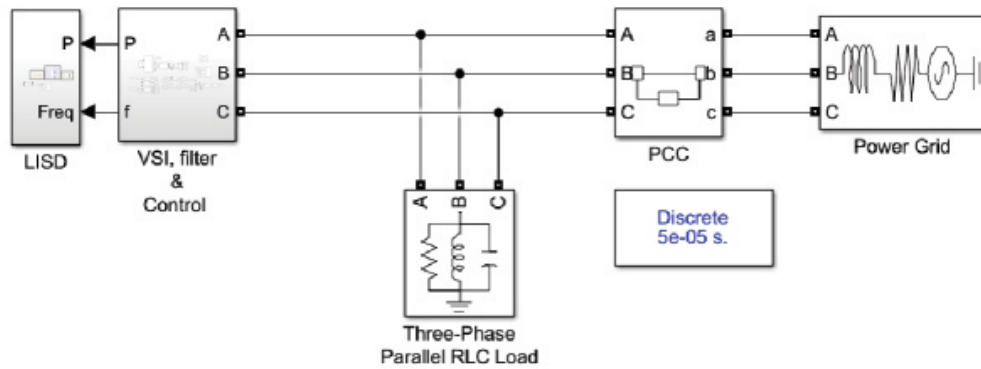 P
Freq
LISD
P
f
A
B
C
VSI, filter
&
Control
A
B
C
a
b
c
PCC
A
B
C
Power Grid
A B C
Three-Phase
Parallel RLC Load
Discrete
5e-05 s.